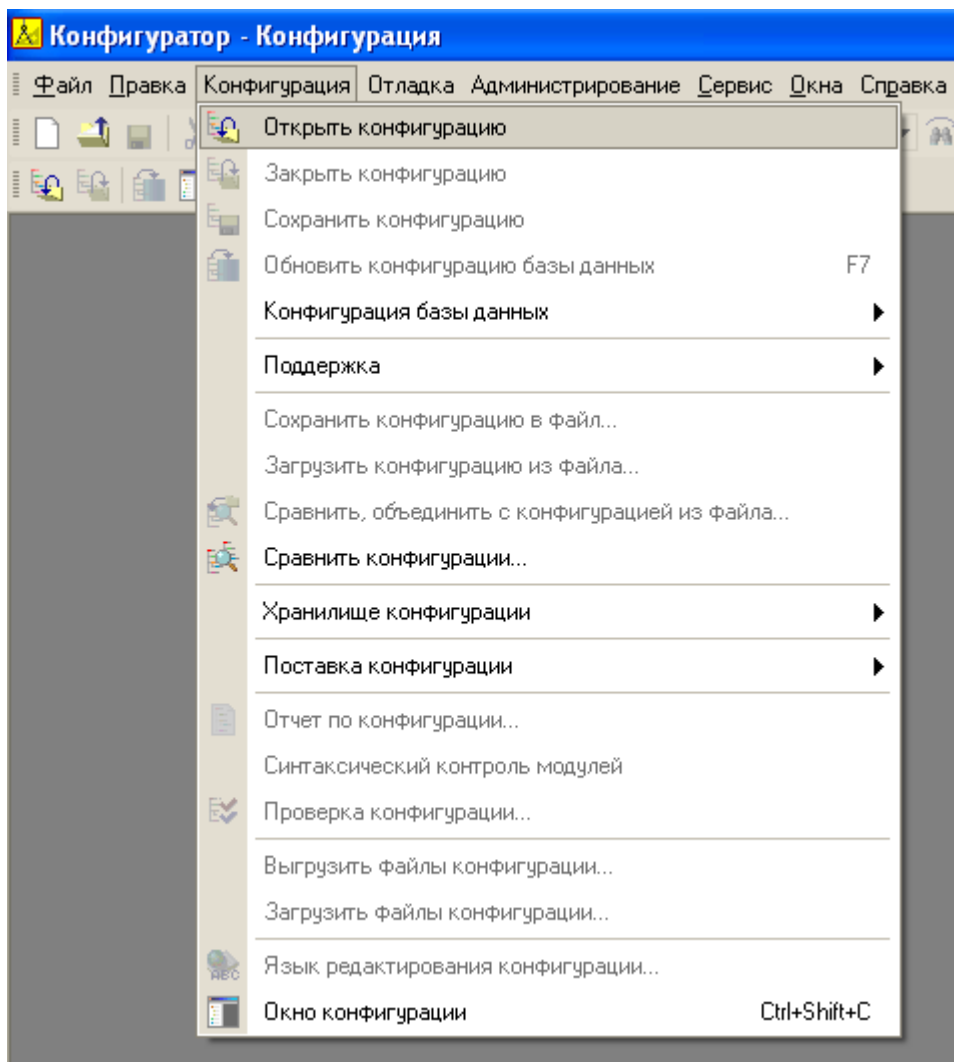 Конфигуратор - Конфигурация
Файл Правка Конфигурация Отладка Администрирование Сервис Окна Справка
Открыть конфигурацию
Закрыть конфигурацию
Сохранить конфигурацию
Обновить конфигурацию базы данных F7
Конфигурация базы данных
Поддержка
Сохранить конфигурацию в файл...
Загрузить конфигурацию из файла...
Сравнить, объединить с конфигурацией из файла...
Сравнить конфигурации...
Хранилище конфигурации
Поставка конфигурации
Отчет по конфигурации...
Синтаксический контроль модулей
Проверка конфигурации...
Выгрузить файлы конфигурации...
Загрузить файлы конфигурации...
Язык редактирования конфигурации...
Окно конфигурации Ctrl+Shift+C